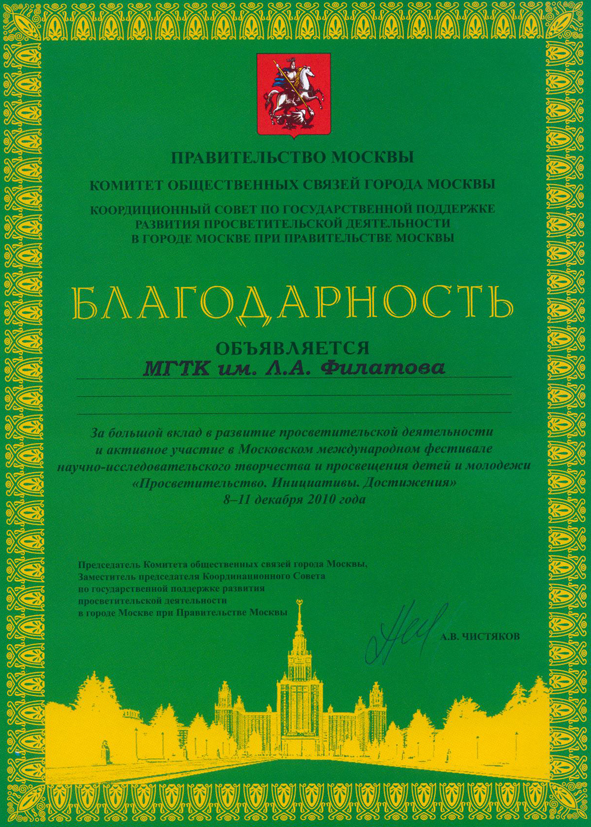 ПРАВИТЕЛЬСТВО МОСКВЫ
КОМИТЕТ ОБЩЕСТВЕННЫХ СВЯЗЕЙ ГОРОДА МОСКВЫ
КООРДИЦИОННЫЙ СОВЕТ ПО ГОСУДАРСТВЕННОЙ ПОДДЕРЖКЕ
РАЗВИТИЯ ПРОСВЕТИТЕЛЬСКОЙ ДЕЯТЕЛЬНОСТИ
В ГОРОДЕ МОСКВЕ ПРИ ПРАВИТЕЛЬСТВЕ МОСКВЫ
БЛАГОДАРНОСТЬ
ОБЪЯВЛЯЕТСЯ
МГТК им. Л.А. Филатова
За большой вклад в развитие просветительской деятельности
и активное участие в Московском международном фестивале
научно-исследовательского творчества и просвещения детей и молодежи
«Просветительство. Инициативы. Достижения»
8–11 декабря 2010 года
Председатель Комитета общественных связей города Москвы,
Заместитель председателя Координационного Совета
по государственной поддержке развития
просветительской деятельности
в городе Москве при Правительстве Москвы
А.В. ЧИСТЯКОВ